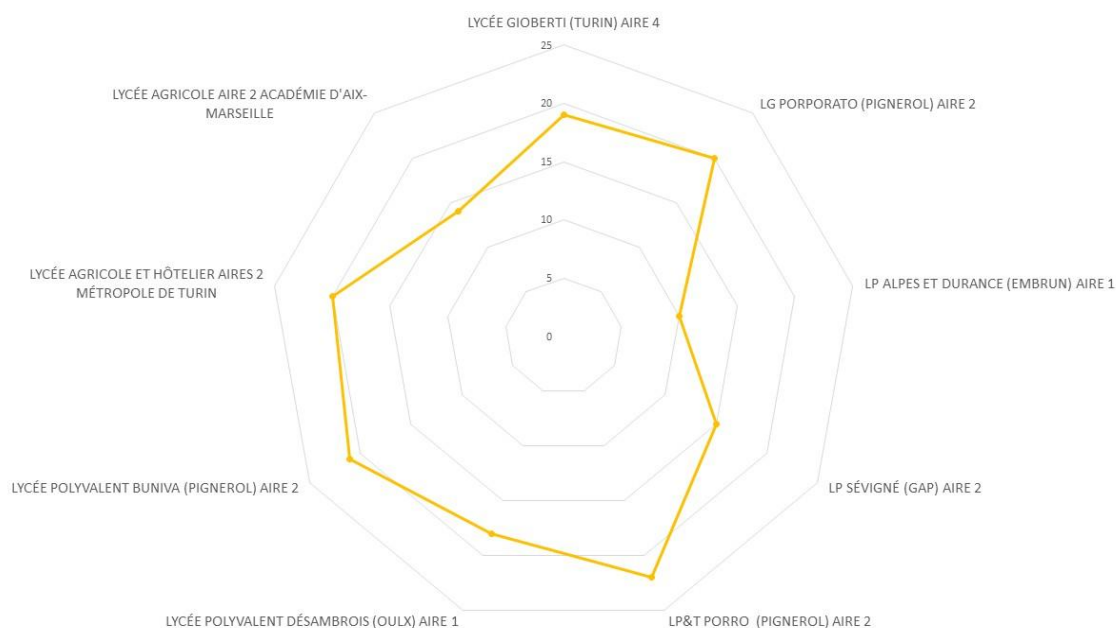 LYCÉE GIOBERTI (TURIN) AIRE 4
25
LYCÉE AGRICOLE AIRE 2 ACADÉMIE D'AIX-
MARSEILLE
LG PORPORATO (PIGNEROL) AIRE 2
20
15
10
LYCÉE AGRICOLE ET HÔTELIER AIRES 2
MÉTROPOLE DE TURIN
LP ALPES ET DURANCE (EMBRUN) AIRE 1
5
0
LYCÉE POLYVALENT BUNIVA (PIGNEROL) AIRE 2
LP SÉVIGNÉ (GAP) AIRE 2
LYCÉE POLYVALENT DÉSAMBROIS (OULX) AIRE 1
LP&T PORRO (PIGNEROL) AIRE 2